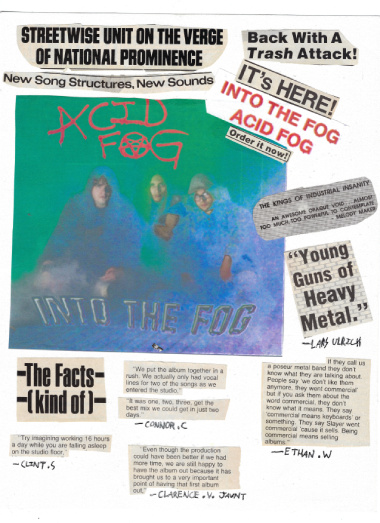 STREETWISE UNIT ON THE VERGE
OF NATIONAL PROMINENCE
Back With A
Trash Attack!
New Song Structures, New Sounds
IT'S HERE!
INTO THE FOG
ACID FOG
Order it now!
ACID
FOG
THE KINGS OF INDUSTRIAL INSANITY
AN AWESOME OPAQUE VOID ... ALMOST
TOO MUCH, TOO POWERFUL TO CONTEMPLATE
MELODY MAKER
"Young
Guns of
Heavy
Metal."
-LARS ULRICH
INTO THE FOG
-The Facts-
-(kind of)-
"Try imagining working 16 hours
a day while you are falling asleep
on the studio floor,"
-CLINT.S
"We put the album together in a
rush. We actually only had vocal
lines for two of the songs as we
entered the studio,"
"It was one, two, three, get the
best mix we could get in just two
days."
-CONNOR.C
"Even though the production
could have been better if we had
more time, we are still happy to
have the album out because it has
brought us to a very important
point of having that first album
out."
-CLARENCE.V. JAUNT
If they call us
a poseur metal band they don't
know what they are talking about
People say 'we don't like them
anymore, they went commercial'
but if you ask them about the
word commercial, they don't
know what it means. They say
'commercial means keyboards' or
something. They say Slayer went
commercial 'cause it sells. Being
commercial means selling
albums."
-ETHAN.W